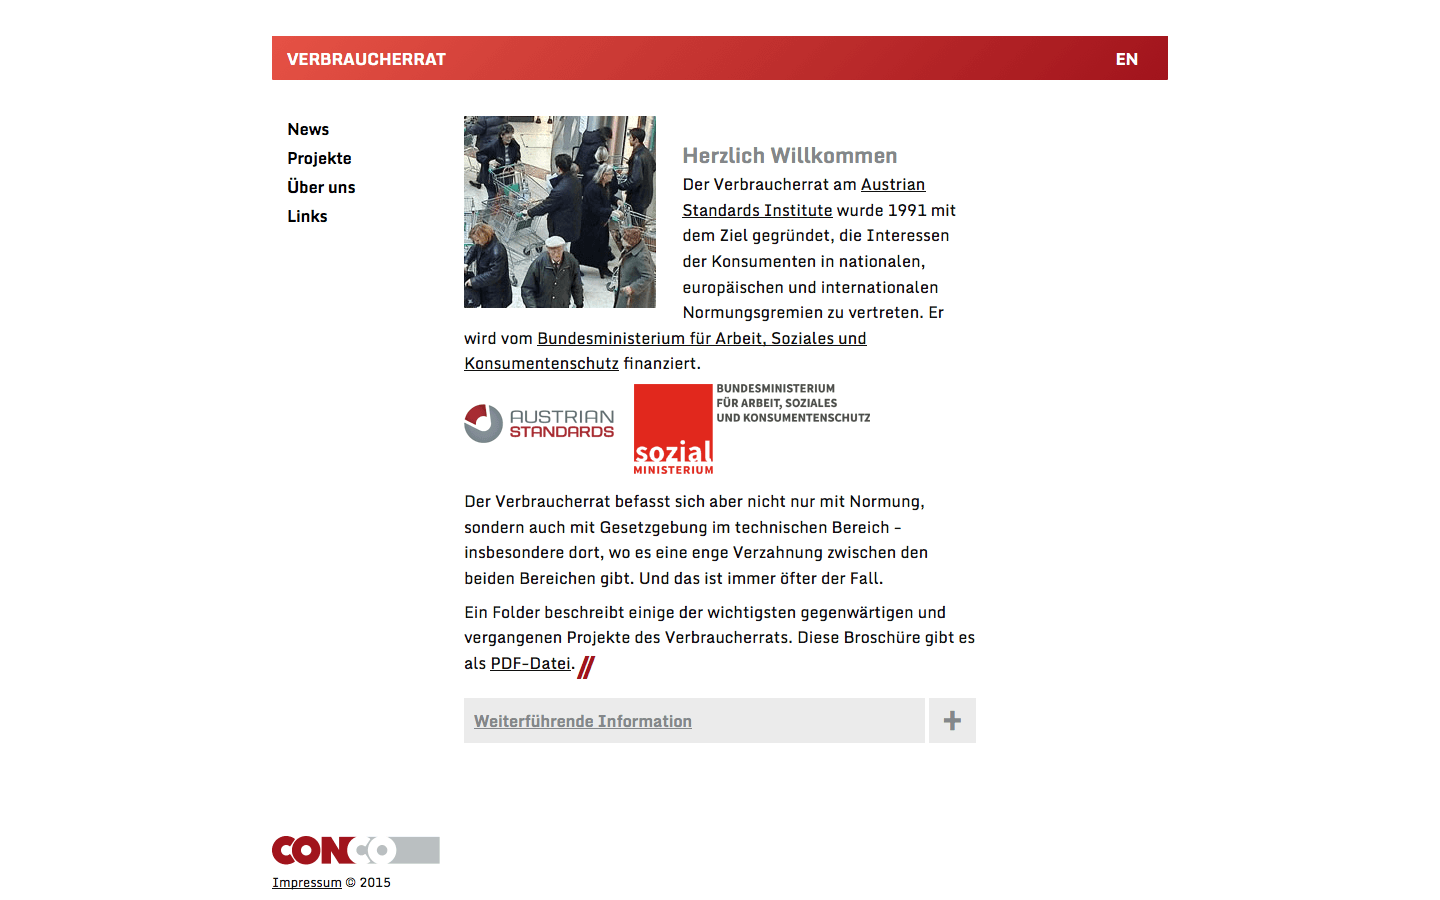 VERBRAUCHERRAT
EN
News
Projekte
Über uns
Links
Herzlich Willkommen
Der Verbraucherrat am Austrian
Standards Institute wurde 1991 mit
dem Ziel gegründet, die Interessen
der Konsumenten in nationalen,
europäischen und internationalen
Normungsgremien zu vertreten. Er
wird vom Bundesministerium für Arbeit, Soziales und
Konsumentenschutz finanziert.
AUSTRIAN
STANDARDS
sozial
MINISTERIUM
BUNDESMINISTERIUM
FÜR ARBEIT, SOZIALES
UND KONSUMENTENSCHUTZ
Der Verbraucherrat befasst sich aber nicht nur mit Normung,
sondern auch mit Gesetzgebung im technischen Bereich -
insbesondere dort, wo es eine enge Verzahnung zwischen den
beiden Bereichen gibt. Und das ist immer öfter der Fall.
Ein Folder beschreibt einige der wichtigsten gegenwärtigen und
vergangenen Projekte des Verbraucherrats. Diese Broschüre gibt es
als PDF-Datei.
Weiterführende Information
+
CONCO
Impressum © 2015